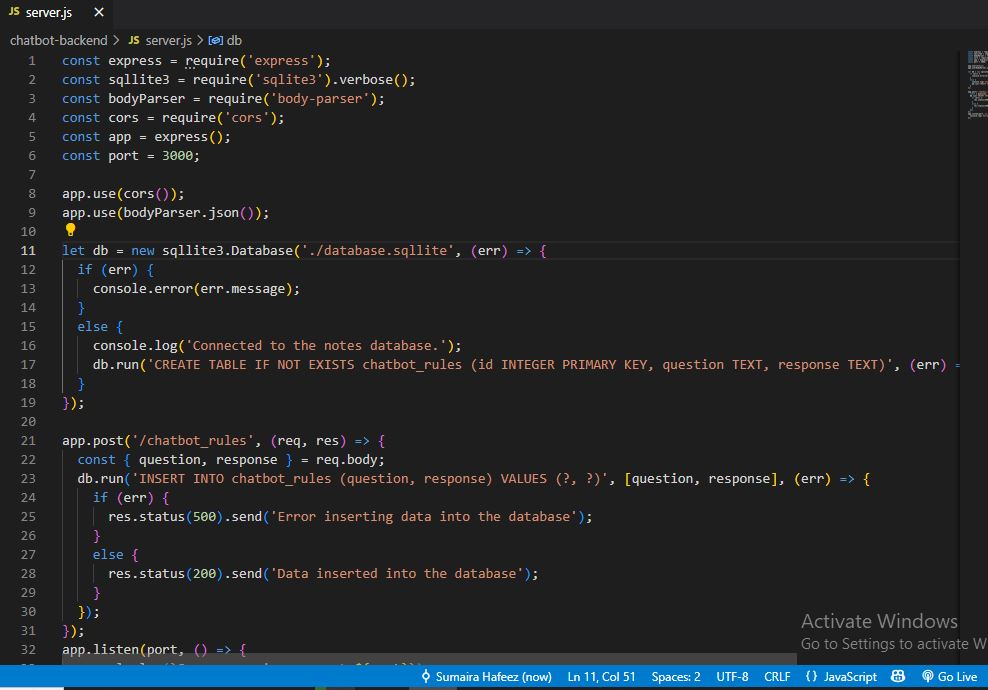 JS server.js ×
chatbot-backend > JS server.js > db
1 const express = require('express');
2 const sqllite3 = require('sqlite3').verbose();
3 const bodyParser = require('body-parser');
4 const cors = require('cors');
5 const app = express();
6 const port = 3000;
7
8 app.use(cors());
9 app.use(bodyParser.json());
10
11 let db = new sqllite3.Database('./database.sqllite', (err) => {
12 if (err) {
13 console.error(err.message);
14 }
15 else {
16 console.log('Connected to the notes database.');
17 db.run('CREATE TABLE IF NOT EXISTS chatbot_rules (id INTEGER PRIMARY KEY, question TEXT, response TEXT)', (err) =
18 }
19 });
20
21 app.post('/chatbot_rules', (req, res) => {
22 const { question, response } = req.body;
23 db.run('INSERT INTO chatbot_rules (question, response) VALUES (?, ?)', [question, response], (err) => {
24 if (err) {
25 res.status(500).send('Error inserting data into the database');
26 }
27 else {
28 res.status(200).send('Data inserted into the database');
29 }
30 });
31 });
32 app.listen(port, () => {
Activate Windows
Go to Settings to activate W
Sumaira Hafeez (now) Ln 11, Col 51 Spaces: 2 UTF-8 CRLF {} JavaScript Go Live